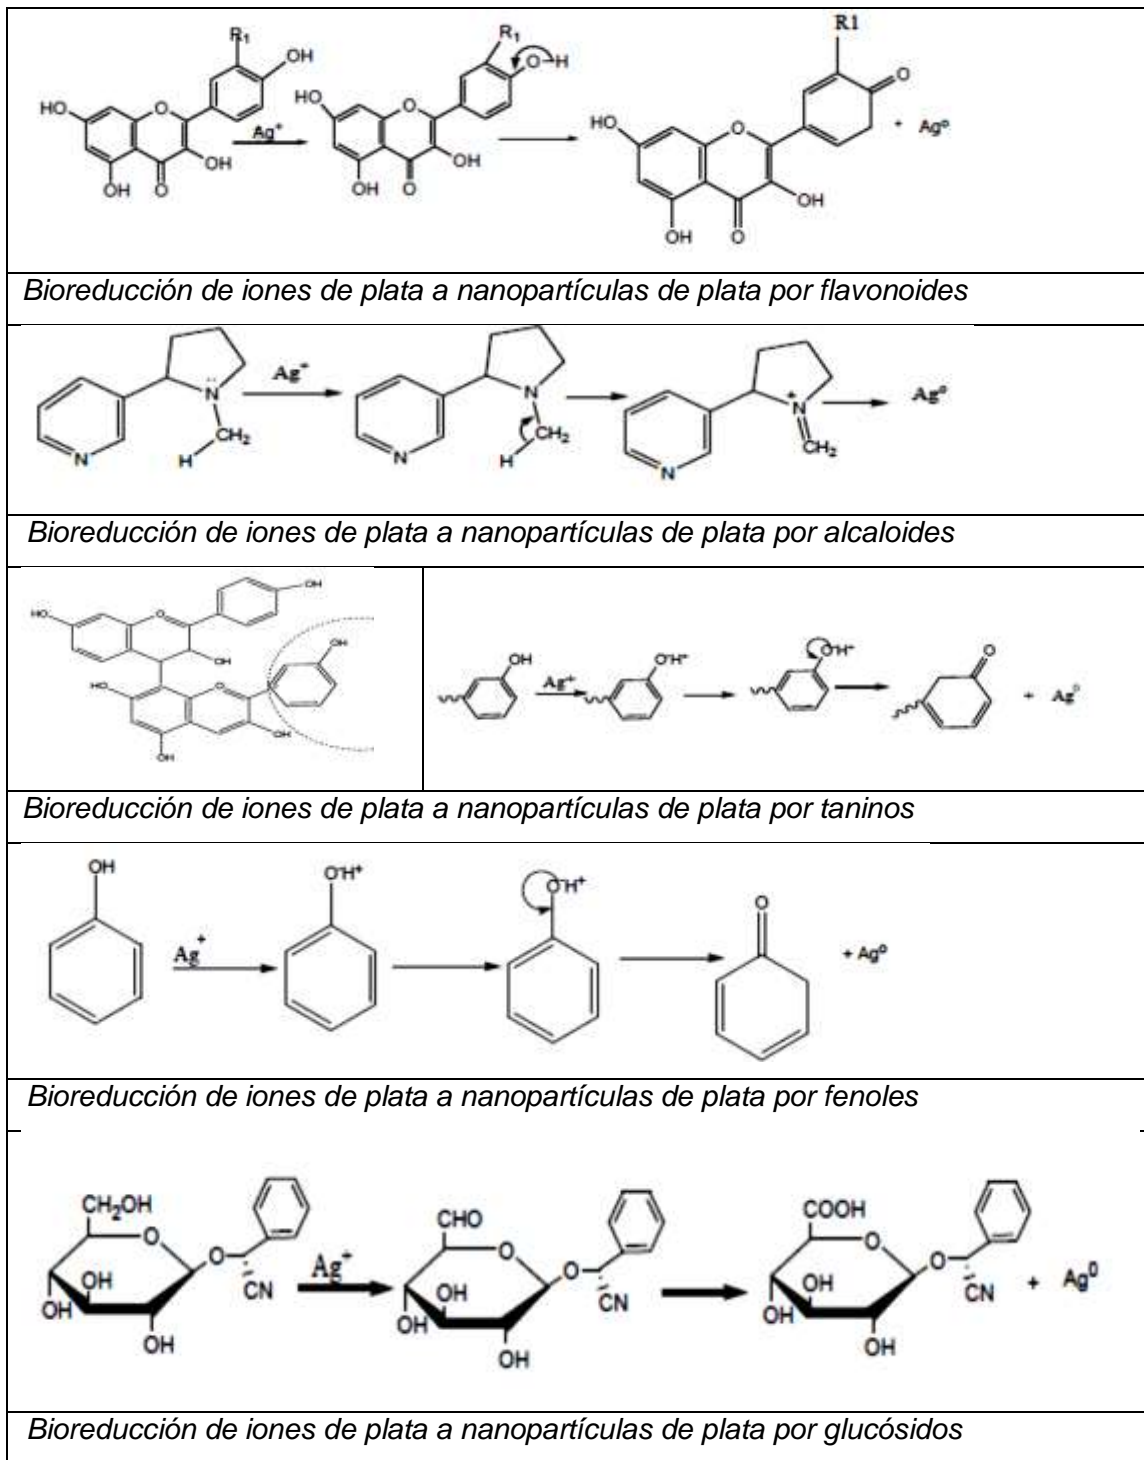 R₁
OH
HO
O
OH
OH
O
Ag⁺
R₁
O-H
HO
O
OH
OH
O
R1
O
HO
O
OH
OH
O
+ Ag⁰
Bioreducción de iones de plata a nanopartículas de plata por flavonoides
N
N
CH₂
H
Ag⁺
N
N
CH₂
H
N
+
N
CH₂
Ag⁰
Bioreducción de iones de plata a nanopartículas de plata por alcaloides
OH
HO
O
OH
OH
HO
O
OH
OH
OH
Ag⁺
O⁻H⁺
O⁻H⁺
O
+ Ag⁰
Bioreducción de iones de plata a nanopartículas de plata por taninos
OH
Ag⁺
O⁻H⁺
O⁻H⁺
O
+ Ag⁰
Bioreducción de iones de plata a nanopartículas de plata por fenoles
CH₂OH
O
O
CN
OH
OH
OH
Ag⁺
CHO
O
O
CN
OH
OH
OH
COOH
O
O
CN
OH
OH
OH
+ Ag⁰
Bioreducción de iones de plata a nanopartículas de plata por glucósidos